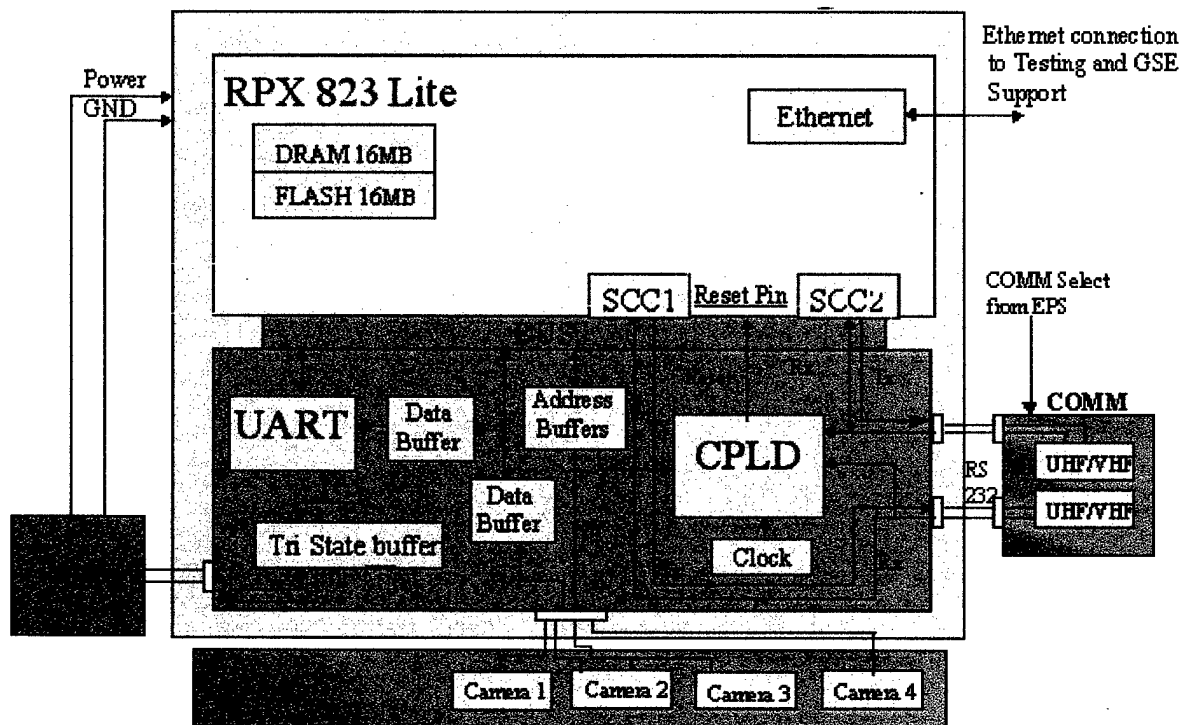 Ethernet connection
to Testing and GSE
Support
Power
GND
RPX 823 Lite
Ethernet
DRAM 16MB
FLASH 16MB
SCC1
Reset Pin
SCC2
COMM Select
from EPS
COMM
UART
Data
Buffer
Address
Buffers
CPLD
UHF/VHF
RS
232
UHF/VHF
Data
Buffer
Tri State buffer
Clock
Camera 1
Camera 2
Camera 3
Camera 4